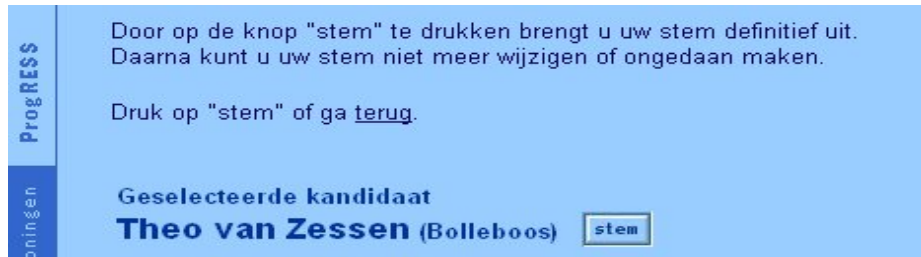 Door op de knop "stem" te drukken brengt u uw stem definitief uit.
Daarna kunt u uw stem niet meer wijzigen of ongedaan maken.
Druk op "stem" of ga terug.
Geselecteerde kandidaat
Theo van Zessen (Bolleboos) stem
ProgRESS